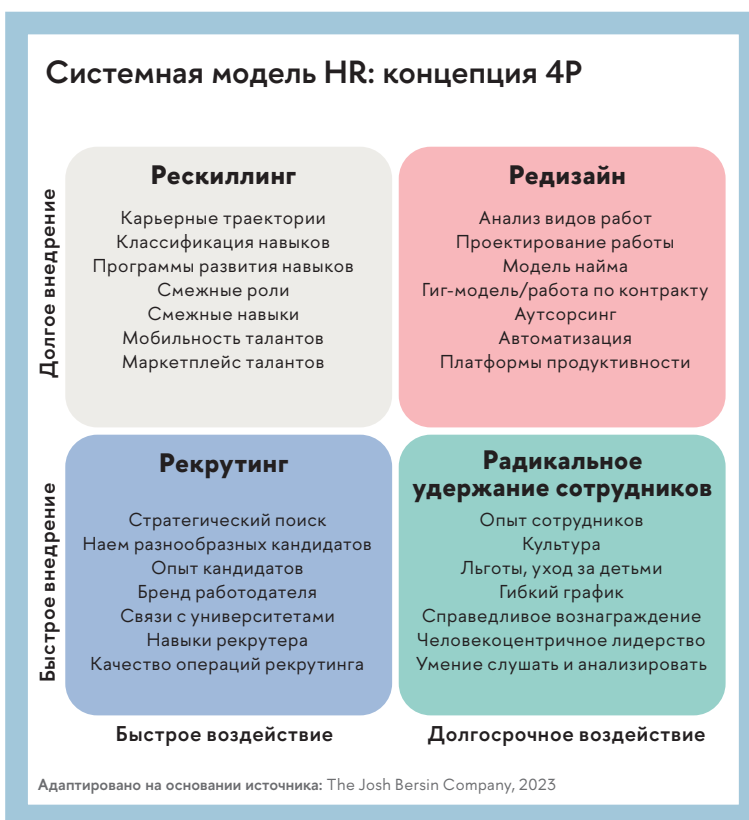 Системная модель HR: концепция 4Р
Долгое внедрение
Рескиллинг
Карьерные траектории
Классификация навыков
Программы развития навыков
Смежные роли
Смежные навыки
Мобильность талантов
Маркетплейс талантов
Редизайн
Анализ видов работ
Проектирование работы
Модель найма
Гиг-модель/работа по контракту
Аутсорсинг
Автоматизация
Платформы продуктивности
Быстрое внедрение
Рекрутинг
Стратегический поиск
Наем разнообразных кандидатов
Опыт кандидатов
Бренд работодателя
Связи с университетами
Навыки рекрутера
Качество операций рекрутинга
Радикальное
удержание сотрудников
Опыт сотрудников
Культура
Льготы, уход за детьми
Гибкий график
Справедливое вознаграждение
Человекоцентричное лидерство
Умение слушать и анализировать
Быстрое воздействие
Долгосрочное воздействие
Адаптировано на основании источника: The Josh Bersin Company, 2023